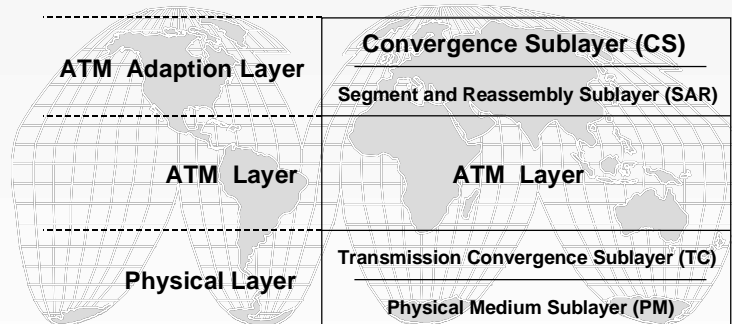 Convergence Sublayer (CS)
ATM Adaption Layer
Segment and Reassembly Sublayer (SAR)
ATM Layer
ATM Layer
Transmission Convergence Sublayer (TC)
Physical Layer
Physical Medium Sublayer (PM)